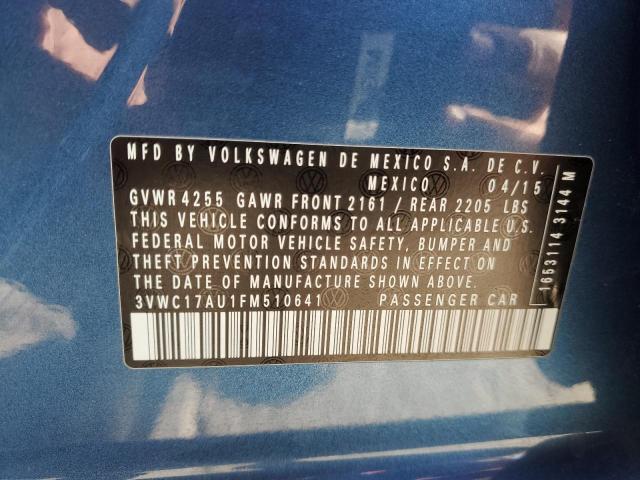 MFD BY VOLKSWAGEN DE MEXICO S.A. DE C.V.
MEXICO 04/15
GVWR 4255 GAWR FRONT 2161 / REAR 2205 LBS
THIS VEHICLE CONFORMS TO ALL APPLICABLE U.S.
FEDERAL MOTOR VEHICLE SAFETY, BUMPER AND
THEFT/PREVENTION STANDARDS IN EFFECT ON
THE DATE OF MANUFACTURE SHOWN ABOVE.
3VWC17AU1FM510641 PASSENGER CAR
1653114 3144 M